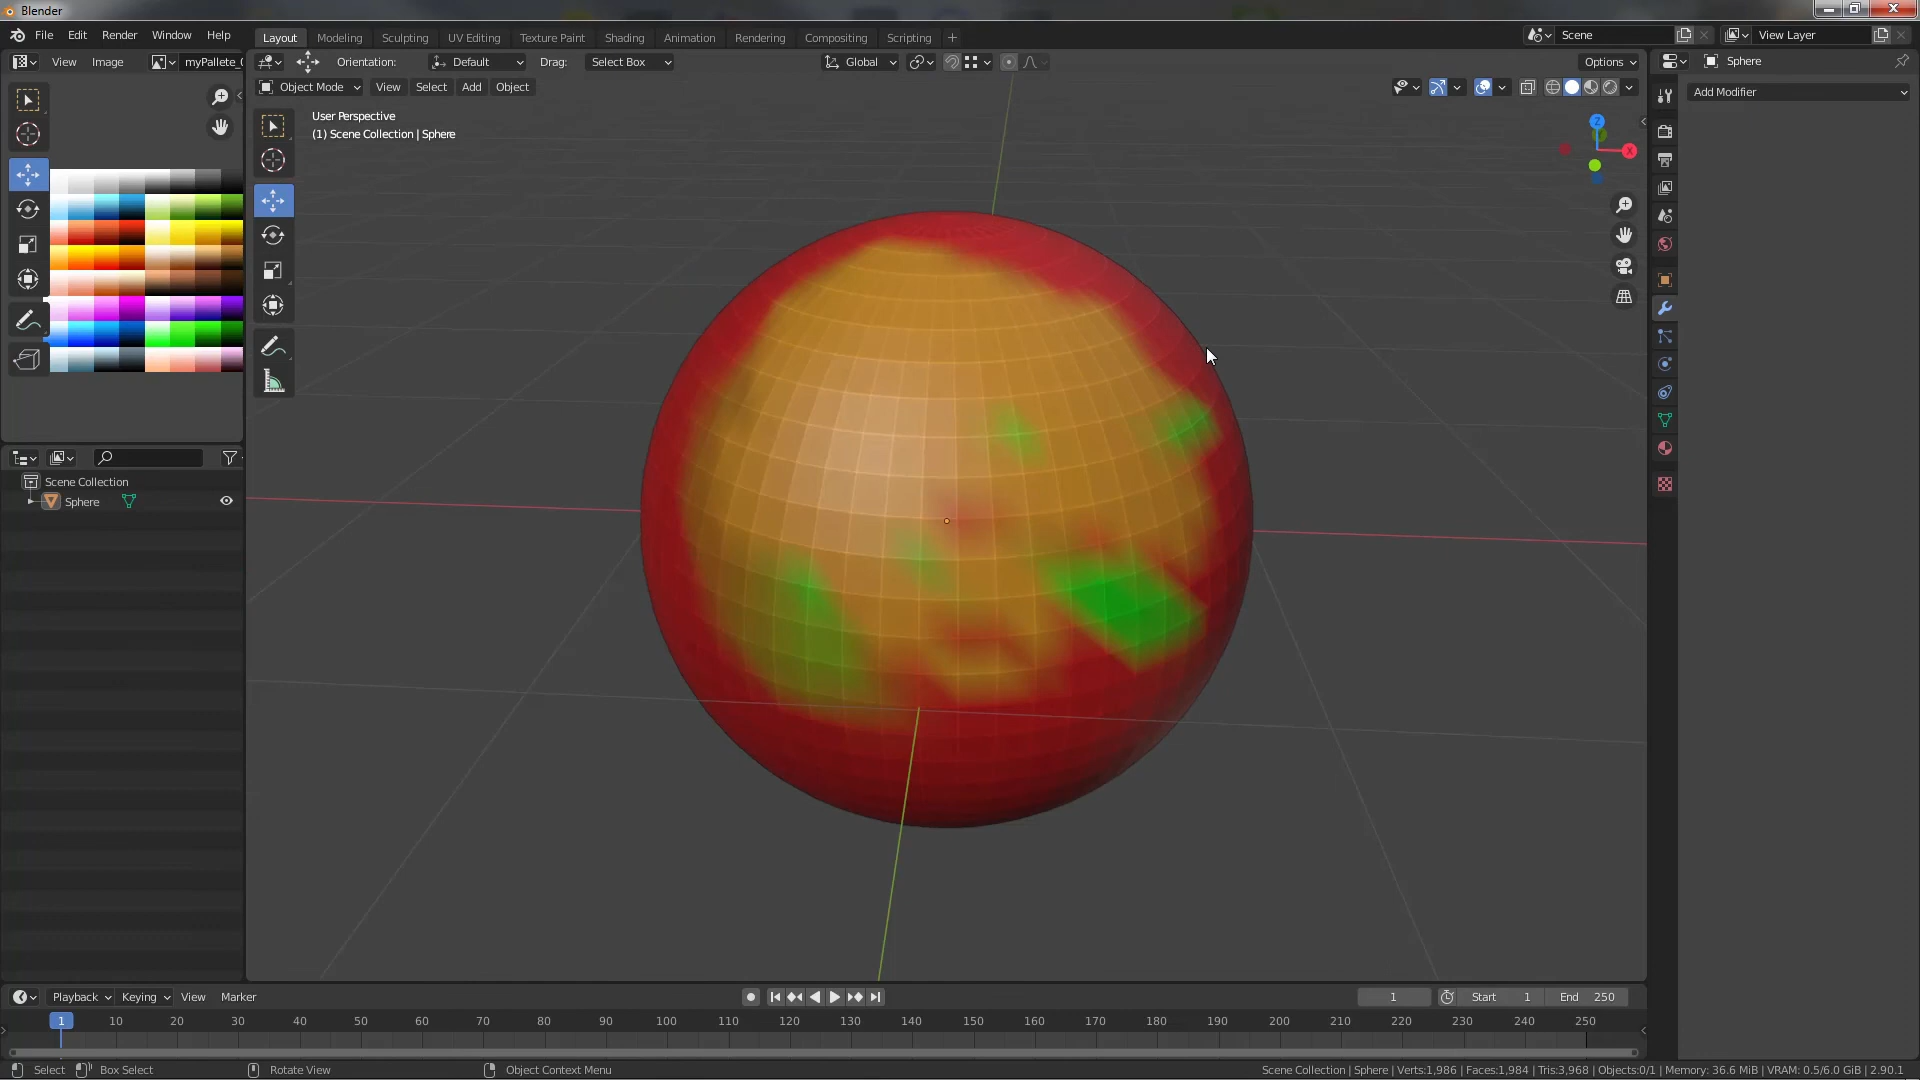 Blender
File Edit Render Window Help
Layout Modeling Sculpting UV Editing Texture Paint Shading Animation Rendering Compositing Scripting +
Scene
View Layer
View Image myPallete_0
Orientation: Default Drag: Select Box
Global
Options
Sphere
Object Mode View Select Add Object
Add Modifier
User Perspective
(1) Scene Collection | Sphere
Z
X
Scene Collection
Sphere
Playback Keying View Marker
1
Start 1
End 250
1 10 20 30 40 50 60 70 80 90 100 110 120 130 140 150 160 170 180 190 200 210 220 230 240 250
Select Box Select Rotate View Object Context Menu
Scene Collection | Sphere | Verts:1,986 | Faces:1,984 | Tris:3,968 | Objects:0/1 | Memory: 36.6 MiB | VRAM: 0.5/6.0 GiB | 2.90.1